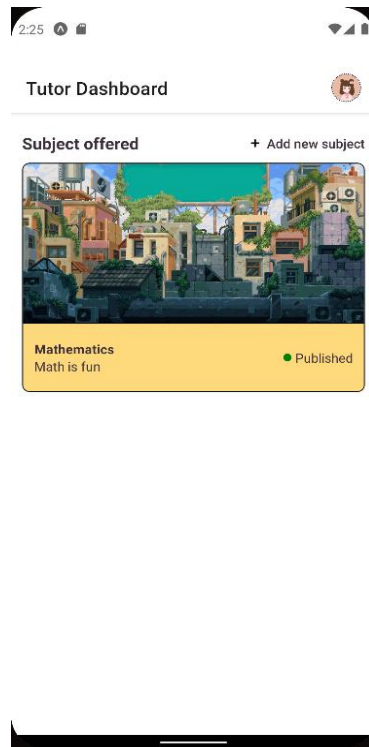 2:25
Tutor Dashboard
Subject offered
+ Add new subject
Mathematics
Math is fun
Published